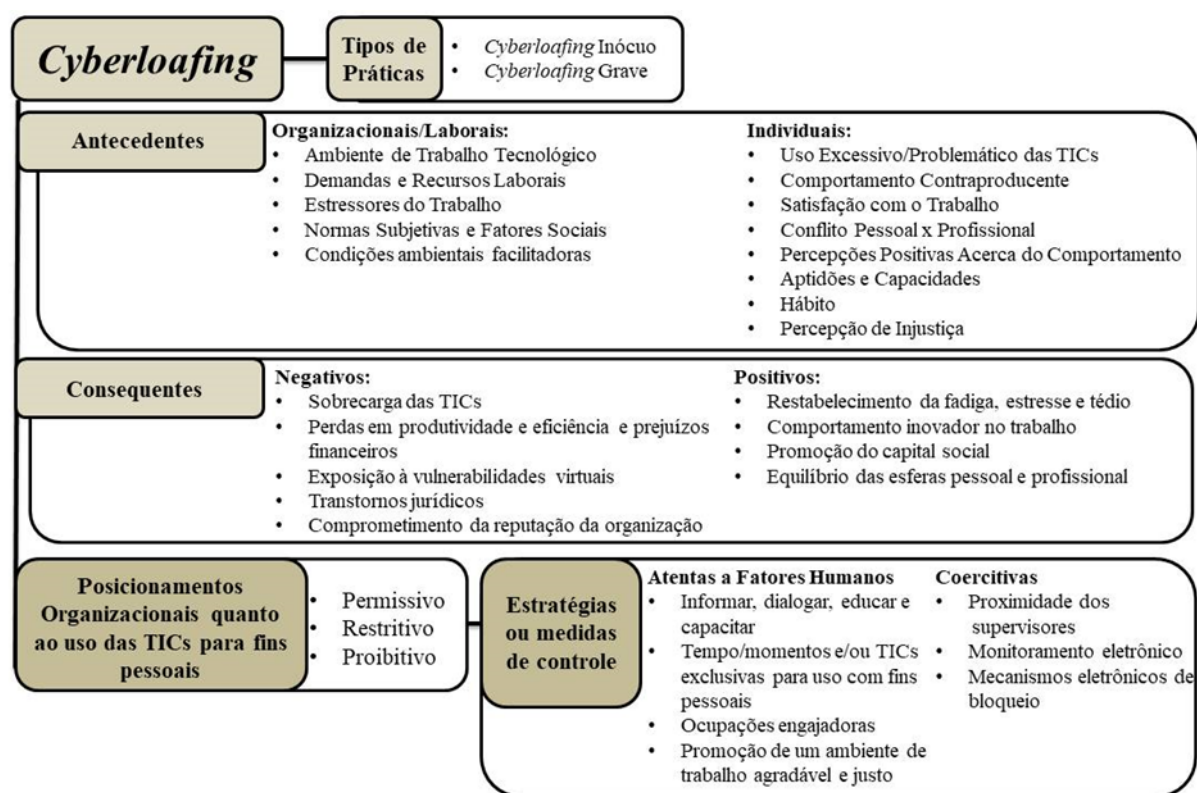 Cyberloafing
Tipos de
Práticas
• Cyberloafing Inócuo
• Cyberloafing Grave
Antecedentes
Organizacionais/Laborais:
• Ambiente de Trabalho Tecnológico
• Demandas e Recursos Laborais
• Estressores do Trabalho
• Normas Subjetivas e Fatores Sociais
• Condições ambientais facilitadoras
Individuais:
• Uso Excessivo/Problemático das TICs
• Comportamento Contraproducente
• Satisfação com o Trabalho
• Conflito Pessoal x Profissional
• Percepções Positivas Acerca do Comportamento
• Aptidões e Capacidades
• Hábito
• Percepção de Injustiça
Consequentes
Negativos:
• Sobrecarga das TICs
• Perdas em produtividade e eficiência e prejuízos
financeiros
• Exposição à vulnerabilidades virtuais
• Transtornos jurídicos
• Comprometimento da reputação da organização
Positivos:
• Restabelecimento da fadiga, estresse e tédio
• Comportamento inovador no trabalho
• Promoção do capital social
• Equilíbrio das esferas pessoal e profissional
Posicionamentos
Organizacionais quanto
ao uso das TICs para fins
pessoais
• Permissivo
• Restritivo
• Proibitivo
Estratégias
ou medidas
de controle
Atentas a Fatores Humanos
• Informar, dialogar, educar e
capacitar
• Tempo/momentos e/ou TICs
exclusivas para uso com fins
pessoais
• Ocupações engajadoras
• Promoção de um ambiente de
trabalho agradável e justo
Coercitivas
• Proximidade dos
supervisores
• Monitoramento eletrônico
• Mecanismos eletrônicos de
bloqueio